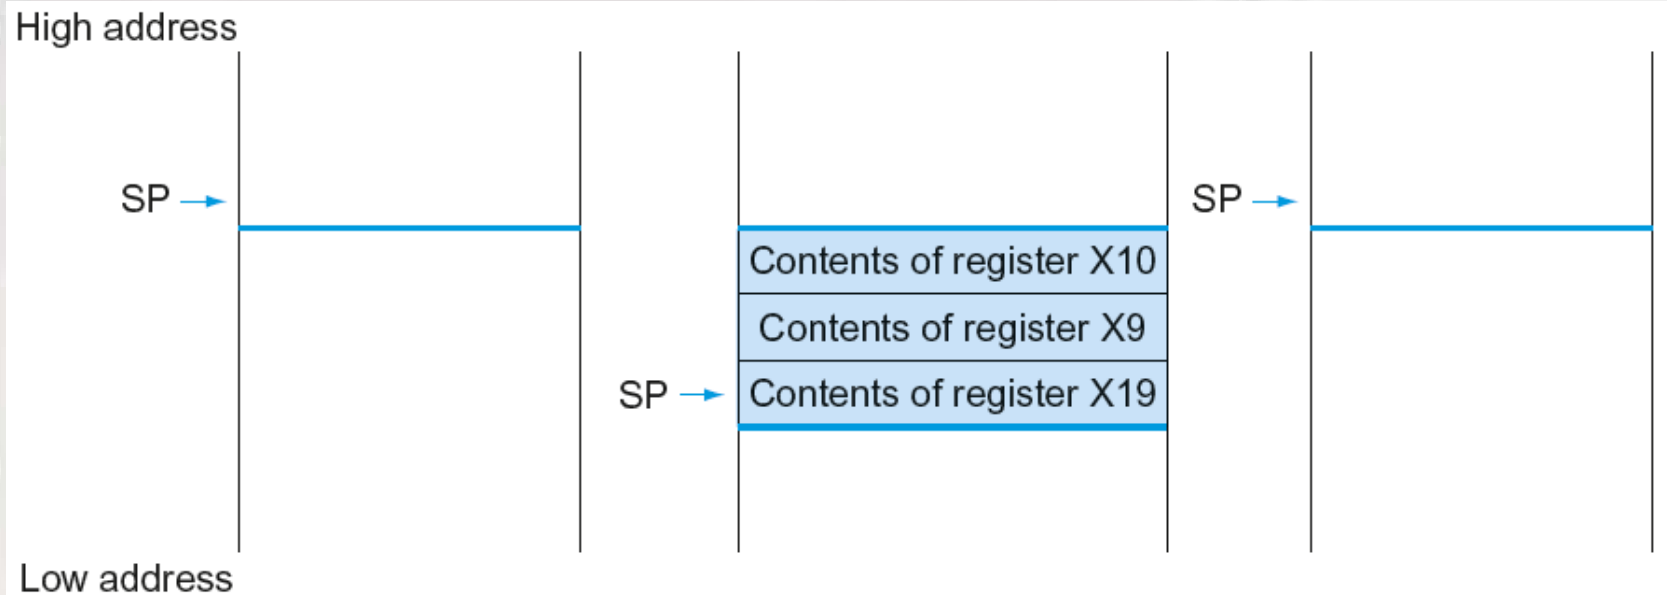 High address
SP
SP
Contents of register X10
Contents of register X9
SP
Contents of register X19
Low address